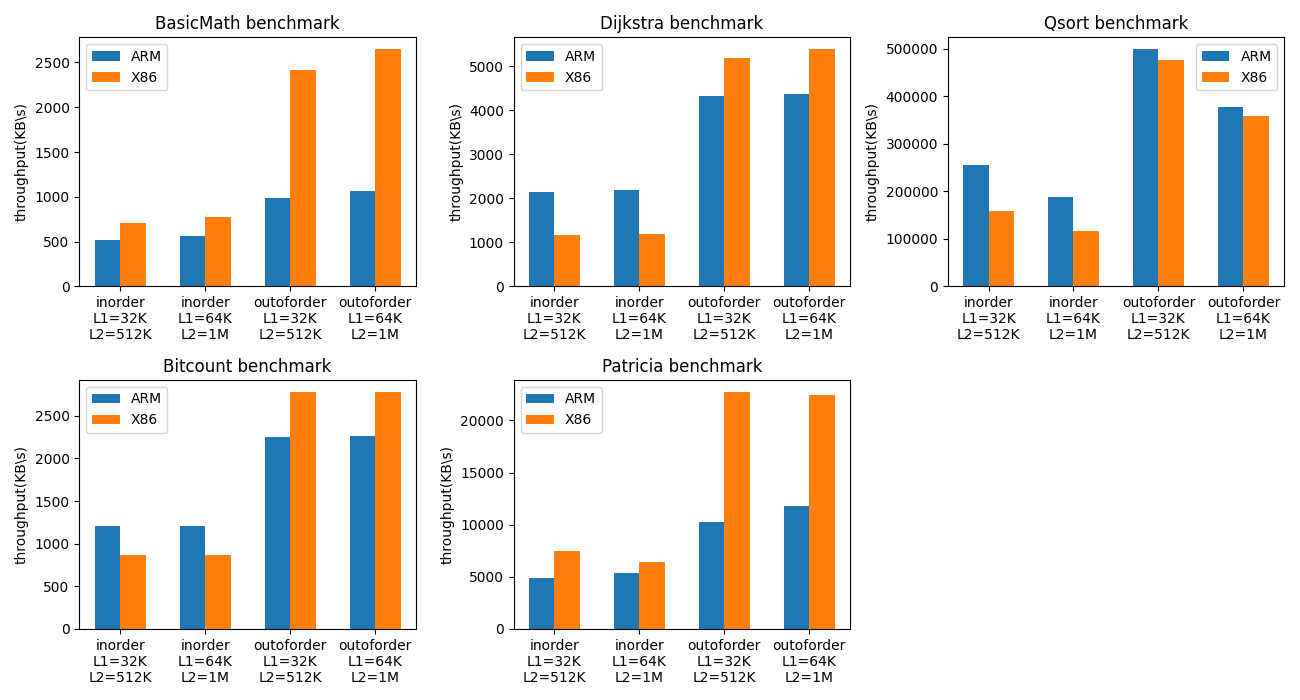 BasicMath benchmark
throughput(KB\s)
2500
2000
1500
1000
500
0
ARM
X86
inorder
L1=32K
L2=512K
inorder
L1=64K
L2=1M
outoforder
L1=32K
L2=512K
outoforder
L1=64K
L2=1M
Dijkstra benchmark
throughput(KB\s)
5000
4000
3000
2000
1000
0
ARM
X86
inorder
L1=32K
L2=512K
inorder
L1=64K
L2=1M
outoforder
L1=32K
L2=512K
outoforder
L1=64K
L2=1M
Qsort benchmark
throughput(KB\s)
500000
400000
300000
200000
100000
0
ARM
X86
inorder
L1=32K
L2=512K
inorder
L1=64K
L2=1M
outoforder
L1=32K
L2=512K
outoforder
L1=64K
L2=1M
Bitcount benchmark
throughput(KB\s)
2500
2000
1500
1000
500
0
ARM
X86
inorder
L1=32K
L2=512K
inorder
L1=64K
L2=1M
outoforder
L1=32K
L2=512K
outoforder
L1=64K
L2=1M
Patricia benchmark
throughput(KB\s)
20000
15000
10000
5000
0
ARM
X86
inorder
L1=32K
L2=512K
inorder
L1=64K
L2=1M
outoforder
L1=32K
L2=512K
outoforder
L1=64K
L2=1M